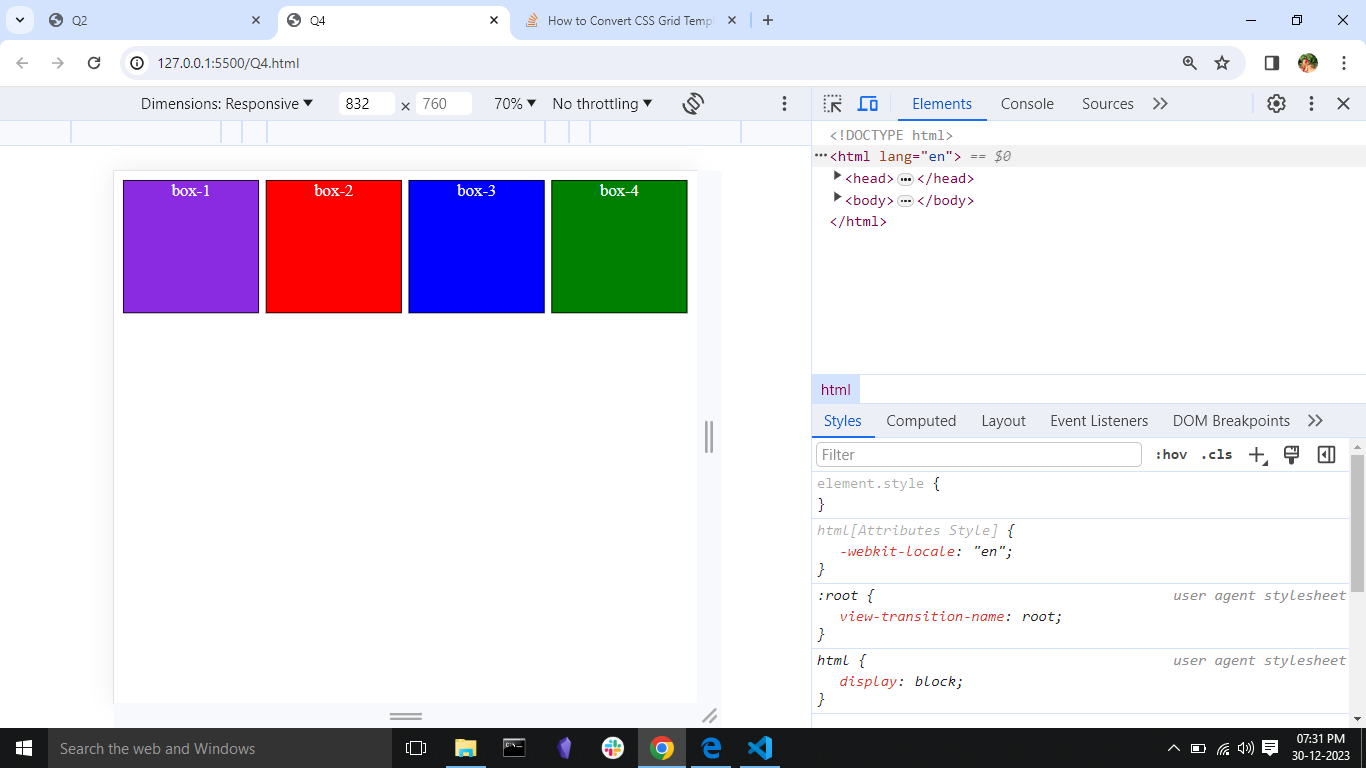 Q2
Q4
How to Convert CSS Grid Temp
127.0.0.1:5500/Q4.html
Dimensions: Responsive 832 × 760 70% No throttling
Elements Console Sources
<!DOCTYPE html>
<html lang="en"> == $0
<head> </head>
<body> </body>
</html>
box-1 box-2 box-3 box-4
html
Styles Computed Layout Event Listeners DOM Breakpoints
Filter :hov .cls
element.style {
}
html[Attributes Style] {
-webkit-locale: "en";
}
:root { user agent stylesheet
view-transition-name: root;
}
html { user agent stylesheet
display: block;
}
Search the web and Windows
07:31 PM
30-12-2023